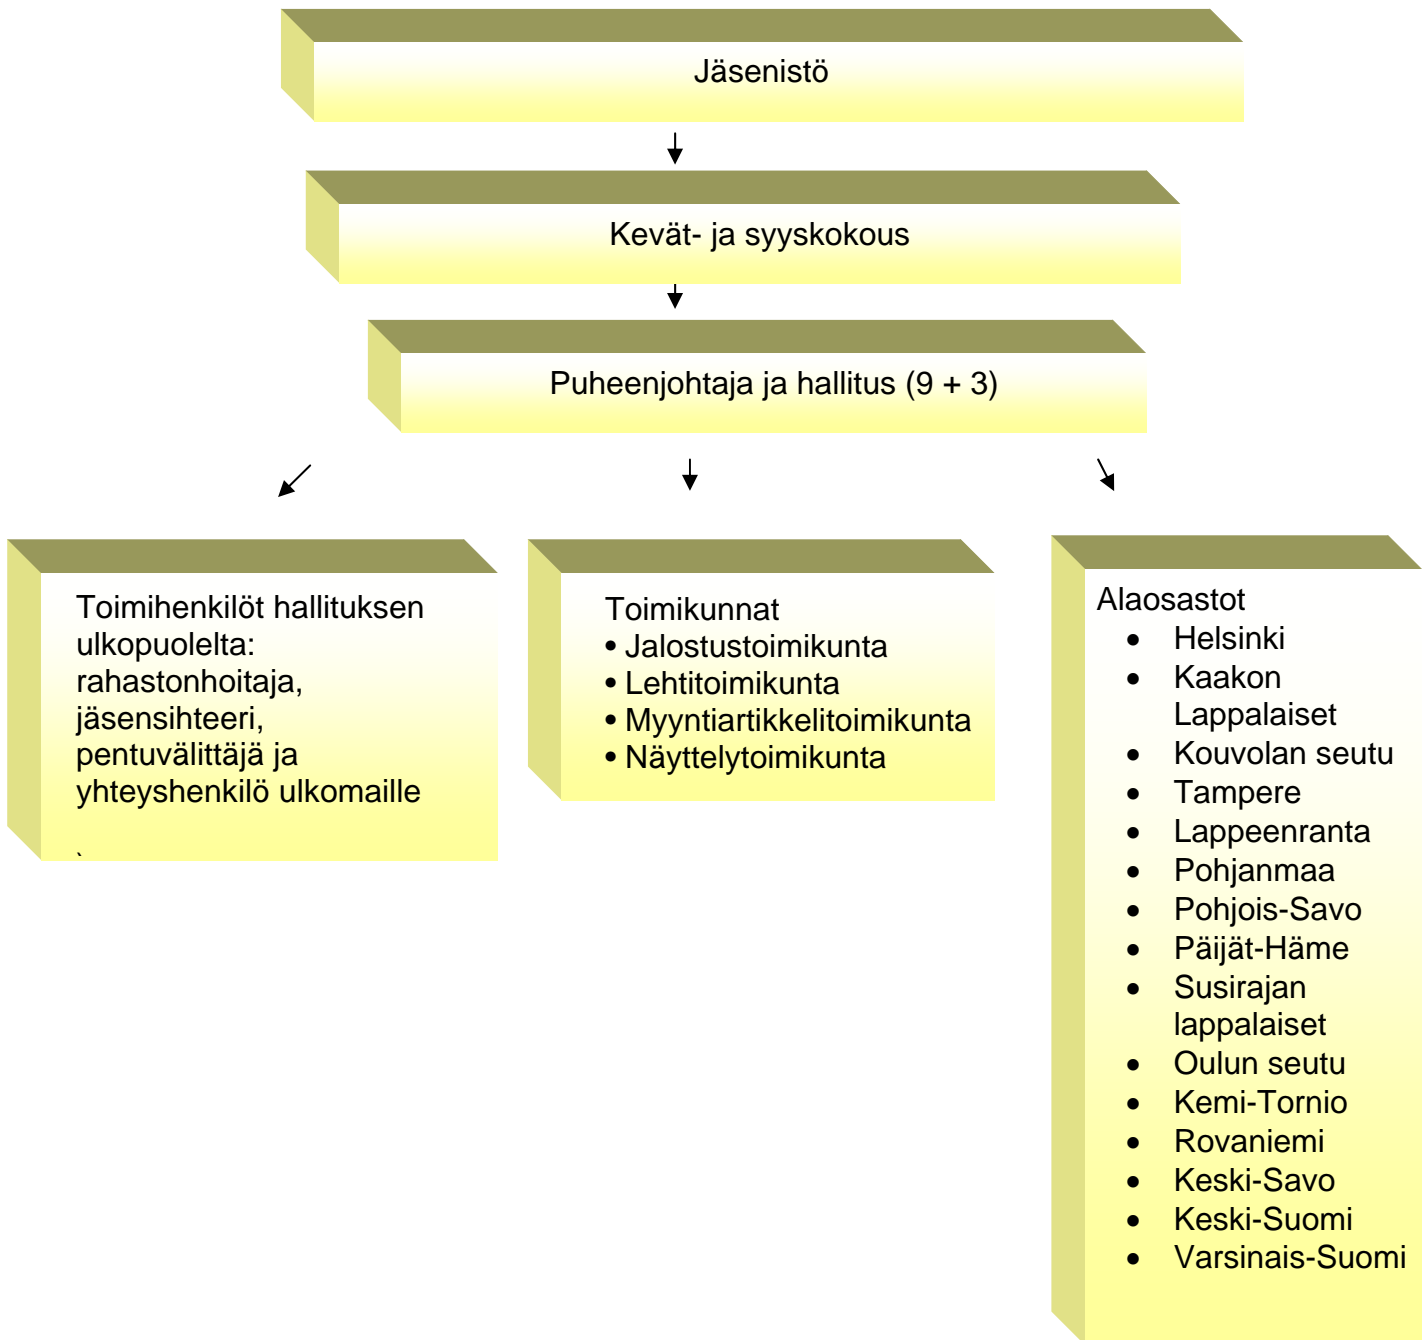 Jäsenistö
Kevät- ja syyskokous
Puheenjohtaja ja hallitus (9 + 3)
Toimihenkilöt hallituksen
ulkopuolelta:
rahastonhoitaja,
jäsensihteeri,
pentuvälittäjä ja
yhteyshenkilö ulkomaille
`
Toimikunnat
• Jalostustoimikunta
• Lehtitoimikunta
• Myyntiartikkelitoimikunta
• Näyttelytoimikunta
Alaosastot
• Helsinki
• Kaakon
Lappalaiset
• Kouvolan seutu
• Tampere
• Lappeenranta
• Pohjanmaa
• Pohjois-Savo
• Päijät-Häme
• Susirajan
lappalaiset
• Oulun seutu
• Kemi-Tornio
• Rovaniemi
• Keski-Savo
• Keski-Suomi
• Varsinais-Suomi